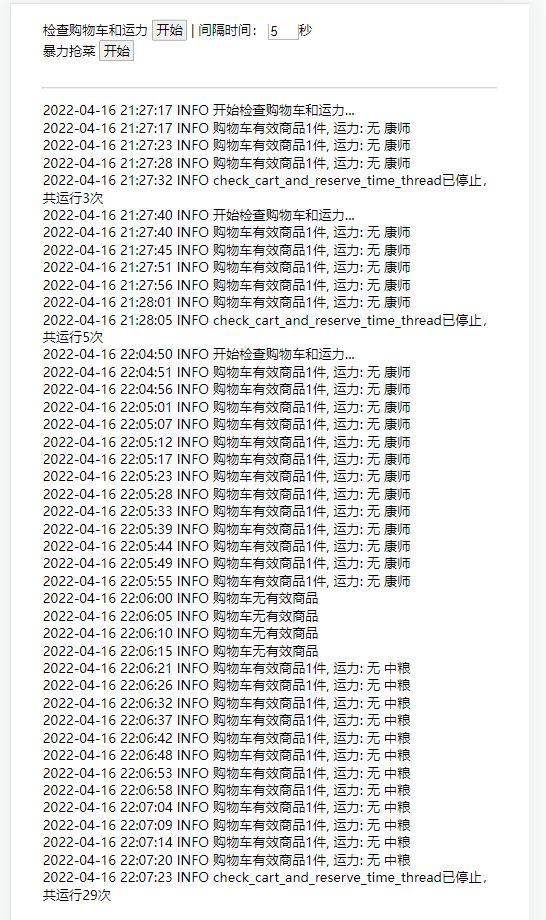 检查购物车和运力 开始 | 间隔时间： 5 秒
暴力抢菜 开始
2022-04-16 21:27:17 INFO 开始检查购物车和运力...
2022-04-16 21:27:17 INFO 购物车有效商品1件, 运力: 无 康师
2022-04-16 21:27:23 INFO 购物车有效商品1件, 运力: 无 康师
2022-04-16 21:27:28 INFO 购物车有效商品1件, 运力: 无 康师
2022-04-16 21:27:32 INFO check_cart_and_reserve_time_thread已停止，
共运行3次
2022-04-16 21:27:40 INFO 开始检查购物车和运力...
2022-04-16 21:27:40 INFO 购物车有效商品1件, 运力: 无 康师
2022-04-16 21:27:45 INFO 购物车有效商品1件, 运力: 无 康师
2022-04-16 21:27:51 INFO 购物车有效商品1件, 运力: 无 康师
2022-04-16 21:27:56 INFO 购物车有效商品1件, 运力: 无 康师
2022-04-16 21:28:01 INFO 购物车有效商品1件, 运力: 无 康师
2022-04-16 21:28:05 INFO check_cart_and_reserve_time_thread已停止，
共运行5次
2022-04-16 22:04:50 INFO 开始检查购物车和运力...
2022-04-16 22:04:51 INFO 购物车有效商品1件, 运力: 无 康师
2022-04-16 22:04:56 INFO 购物车有效商品1件, 运力: 无 康师
2022-04-16 22:05:01 INFO 购物车有效商品1件, 运力: 无 康师
2022-04-16 22:05:07 INFO 购物车有效商品1件, 运力: 无 康师
2022-04-16 22:05:12 INFO 购物车有效商品1件, 运力: 无 康师
2022-04-16 22:05:17 INFO 购物车有效商品1件, 运力: 无 康师
2022-04-16 22:05:23 INFO 购物车有效商品1件, 运力: 无 康师
2022-04-16 22:05:28 INFO 购物车有效商品1件, 运力: 无 康师
2022-04-16 22:05:33 INFO 购物车有效商品1件, 运力: 无 康师
2022-04-16 22:05:39 INFO 购物车有效商品1件, 运力: 无 康师
2022-04-16 22:05:44 INFO 购物车有效商品1件, 运力: 无 康师
2022-04-16 22:05:49 INFO 购物车有效商品1件, 运力: 无 康师
2022-04-16 22:05:55 INFO 购物车有效商品1件, 运力: 无 康师
2022-04-16 22:06:00 INFO 购物车无有效商品
2022-04-16 22:06:05 INFO 购物车无有效商品
2022-04-16 22:06:10 INFO 购物车无有效商品
2022-04-16 22:06:15 INFO 购物车无有效商品
2022-04-16 22:06:21 INFO 购物车有效商品1件, 运力: 无 中粮
2022-04-16 22:06:26 INFO 购物车有效商品1件, 运力: 无 中粮
2022-04-16 22:06:32 INFO 购物车有效商品1件, 运力: 无 中粮
2022-04-16 22:06:37 INFO 购物车有效商品1件, 运力: 无 中粮
2022-04-16 22:06:42 INFO 购物车有效商品1件, 运力: 无 中粮
2022-04-16 22:06:48 INFO 购物车有效商品1件, 运力: 无 中粮
2022-04-16 22:06:53 INFO 购物车有效商品1件, 运力: 无 中粮
2022-04-16 22:06:58 INFO 购物车有效商品1件, 运力: 无 中粮
2022-04-16 22:07:04 INFO 购物车有效商品1件, 运力: 无 中粮
2022-04-16 22:07:09 INFO 购物车有效商品1件, 运力: 无 中粮
2022-04-16 22:07:14 INFO 购物车有效商品1件, 运力: 无 中粮
2022-04-16 22:07:20 INFO 购物车有效商品1件, 运力: 无 中粮
2022-04-16 22:07:23 INFO check_cart_and_reserve_time_thread已停止，
共运行29次